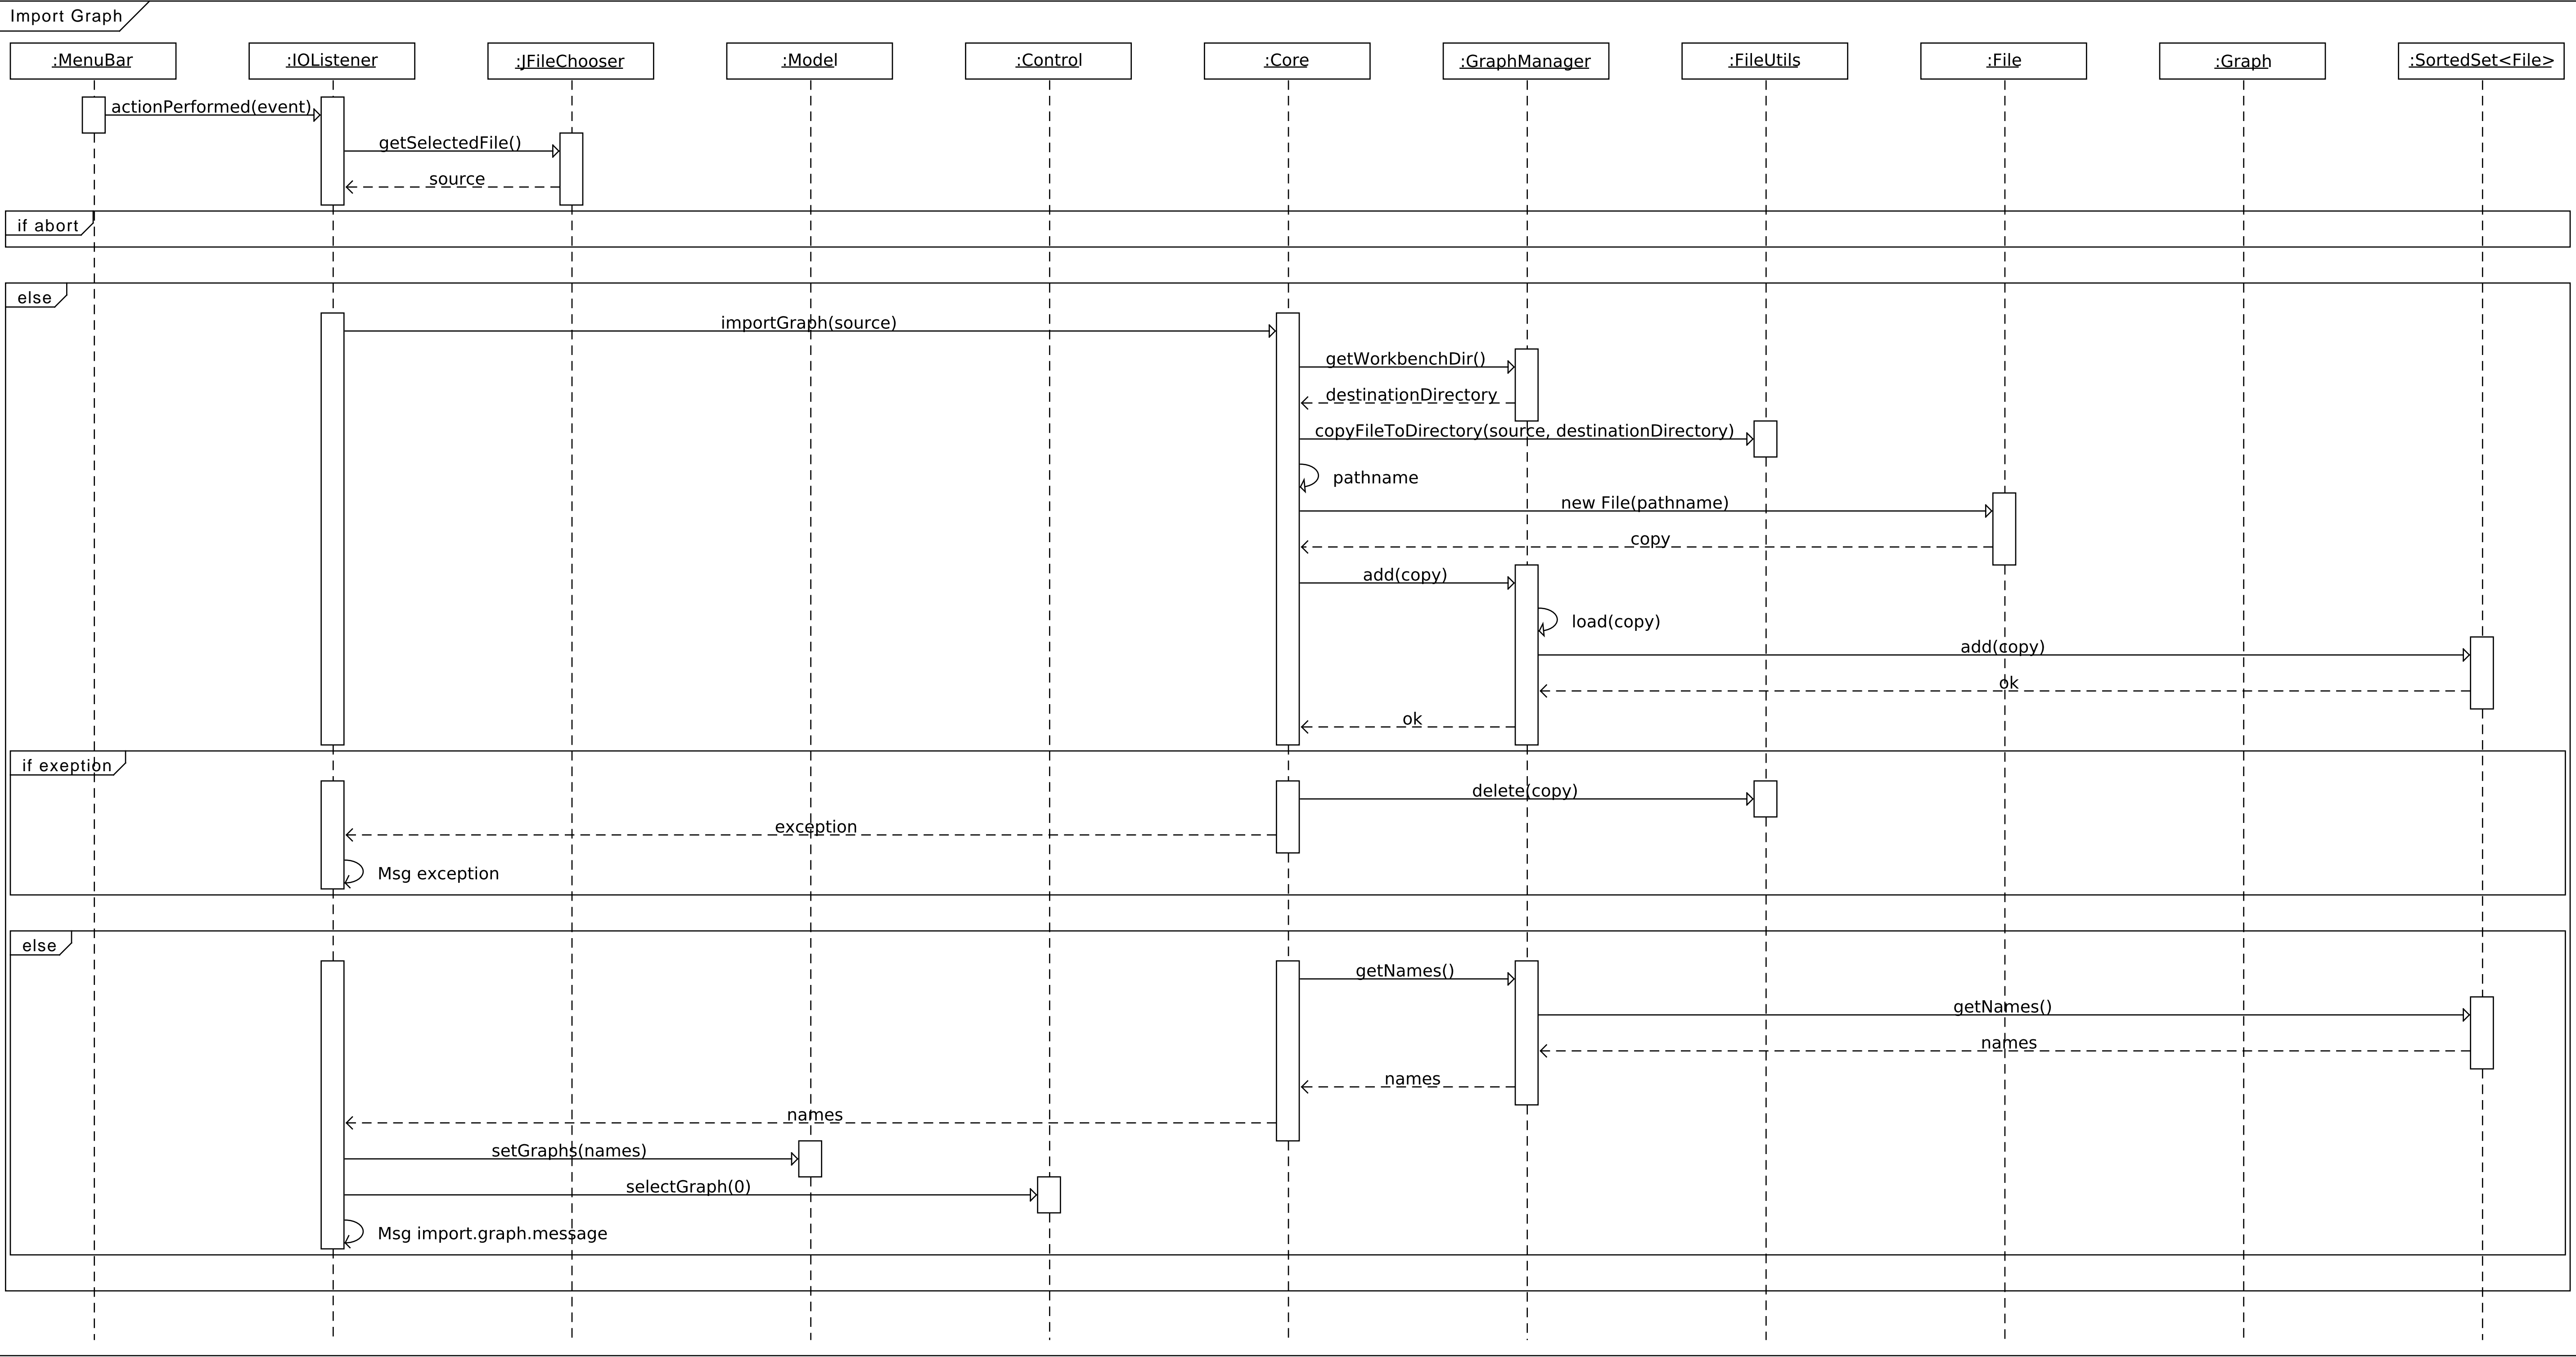 Import Graph
:MenuBar
:IOListener
:JFileChooser
:Model
:Control
:Core
:GraphManager
:FileUtils
:File
:Graph
:SortedSet<File>
actionPerformed(event)
getSelectedFile()
source
if abort
else
importGraph(source)
getWorkbenchDir()
destinationDirectory
copyFileToDirectory(source, destinationDirectory)
pathname
new File(pathname)
copy
add(copy)
load(copy)
add(copy)
ok
ok
if exeption
delete(copy)
exception
Msg exception
else
getNames()
getNames()
names
names
names
setGraphs(names)
selectGraph(0)
Msg import.graph.message